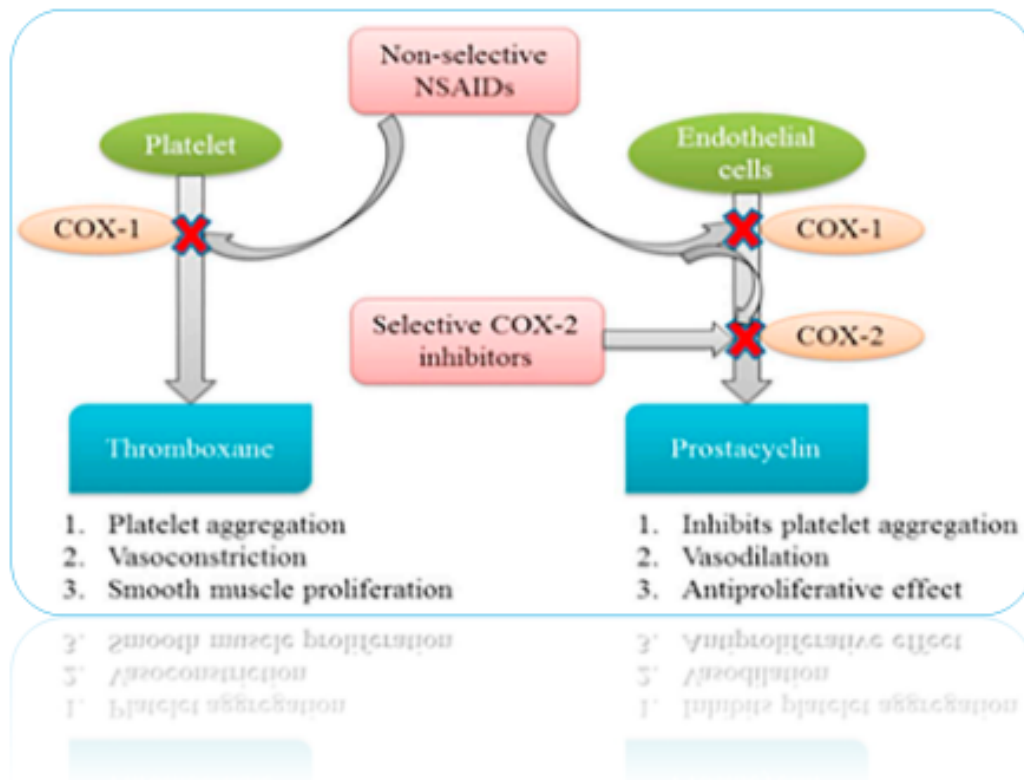 Non-selective
NSAIDs
Platelet
Endothelial
cells
COX-1
COX-1
Selective COX-2
inhibitors
COX-2
Thromboxane
Prostacyclin
1. Platelet aggregation
2. Vasoconstriction
3. Smooth muscle proliferation
1. Inhibits platelet aggregation
2. Vasodilation
3. Antiproliferative effect